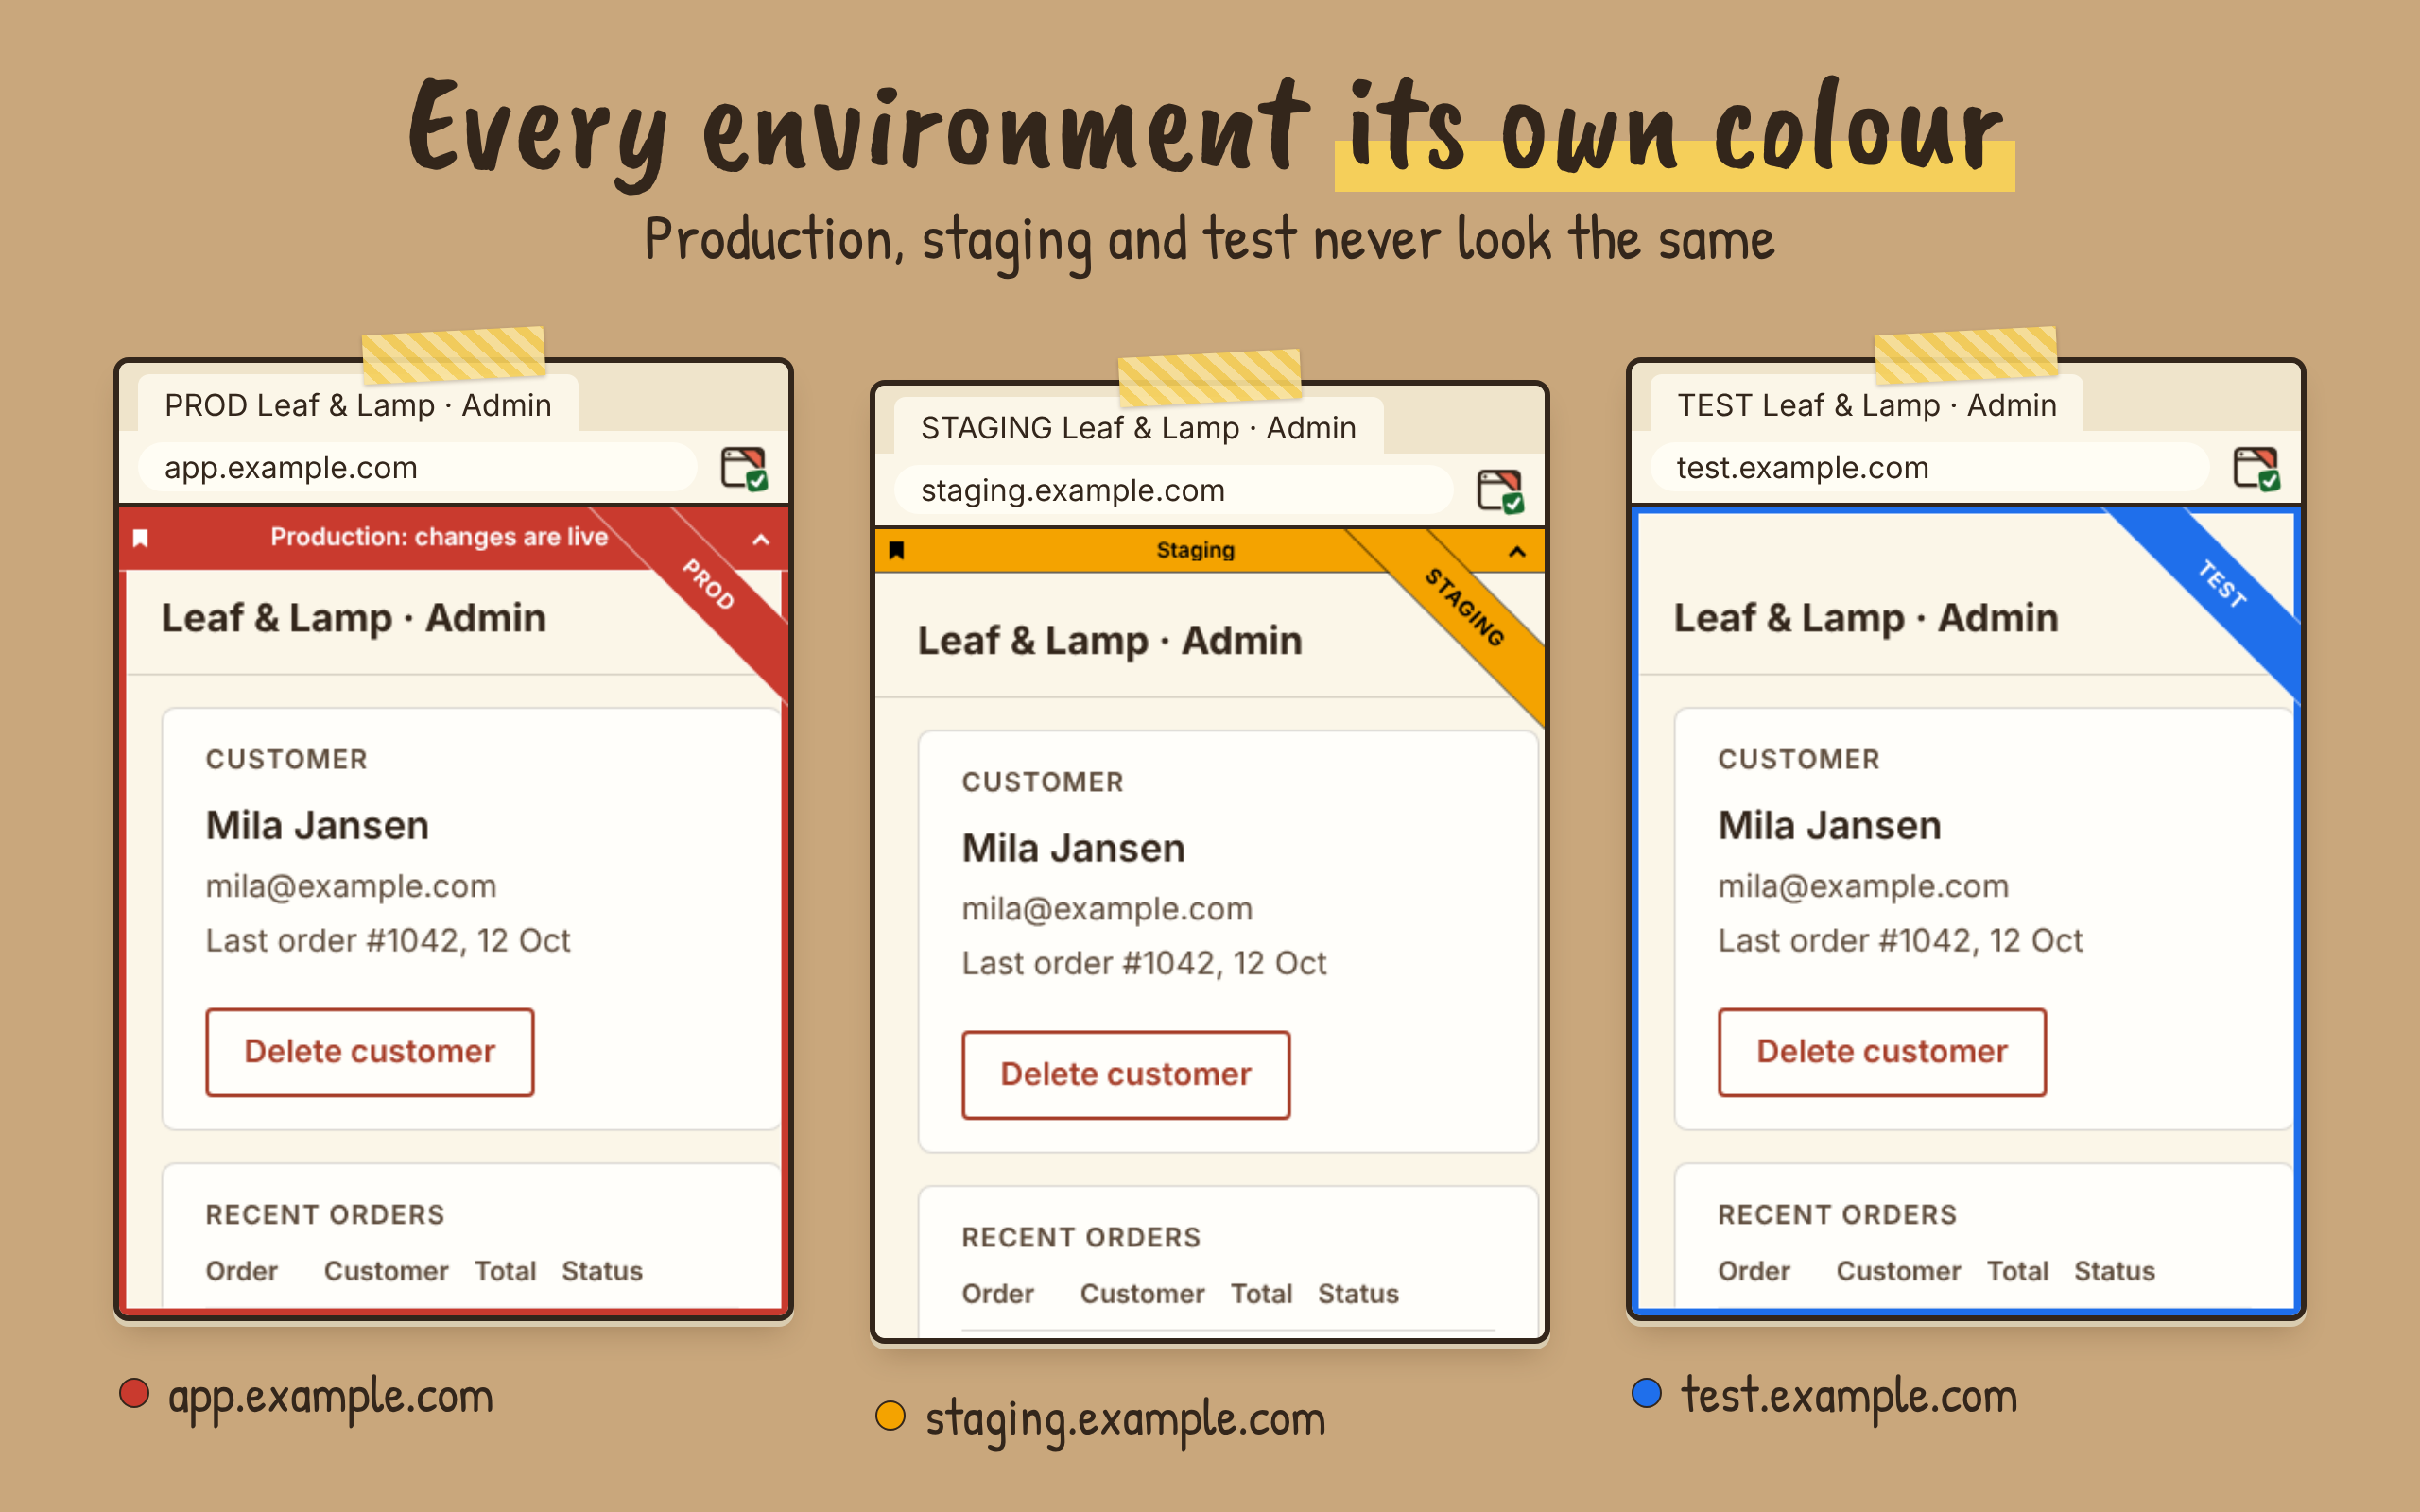 Every environment its own colour
Production, staging and test never look the same
PROD Leaf & Lamp · Admin
app.example.com
Production: changes are live
PROD
Leaf & Lamp · Admin
CUSTOMER
Mila Jansen
mila@example.com
Last order #1042, 12 Oct
Delete customer
RECENT ORDERS
Order Customer Total Status
app.example.com
STAGING Leaf & Lamp · Admin
staging.example.com
Staging
STAGING
Leaf & Lamp · Admin
CUSTOMER
Mila Jansen
mila@example.com
Last order #1042, 12 Oct
Delete customer
RECENT ORDERS
Order Customer Total Status
staging.example.com
TEST Leaf & Lamp · Admin
test.example.com
TEST
Leaf & Lamp · Admin
CUSTOMER
Mila Jansen
mila@example.com
Last order #1042, 12 Oct
Delete customer
RECENT ORDERS
Order Customer Total Status
test.example.com